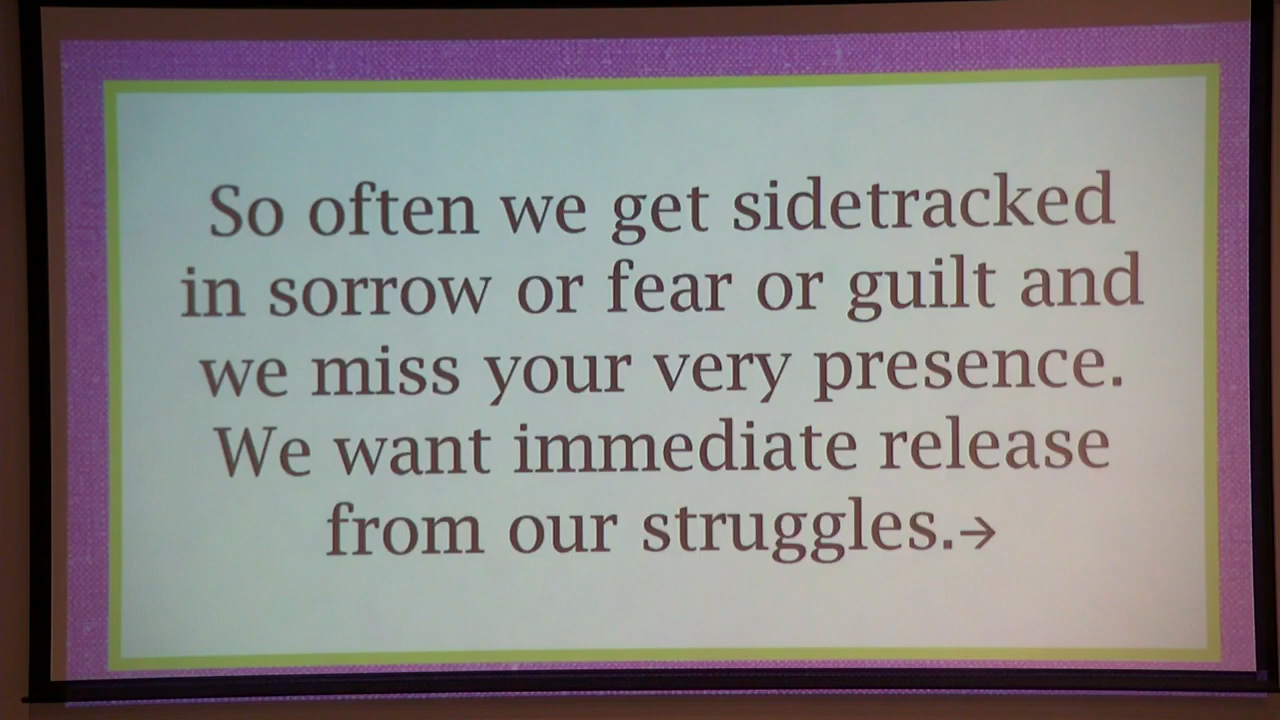 So often we get sidetracked
in sorrow or fear or guilt and
we miss your very presence.
We want immediate release
from our struggles.→